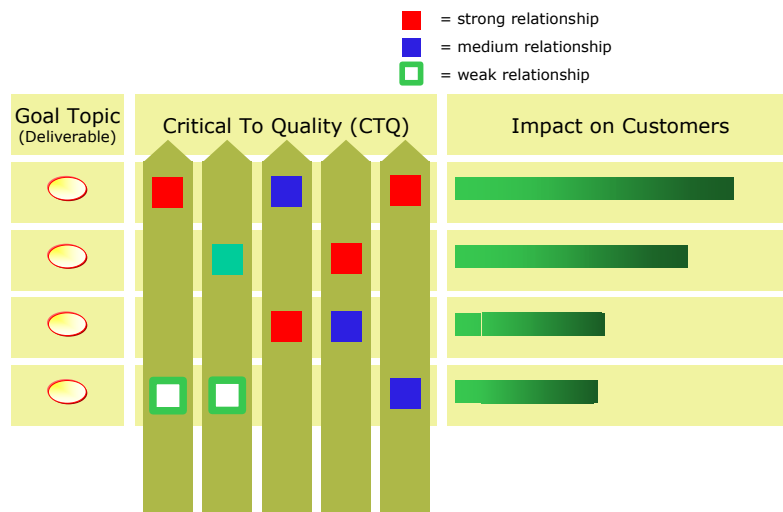 = strong relationship
= medium relationship
= weak relationship
Goal Topic
(Deliverable)
Critical To Quality (CTQ)
Impact on Customers